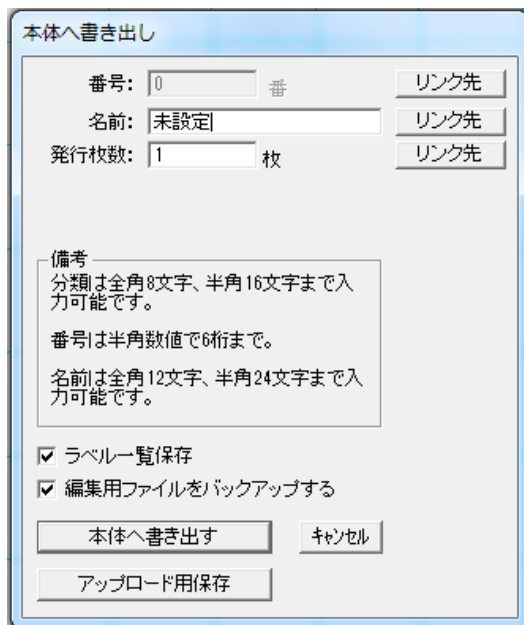 本体へ書き出し
番号: 0 番 リンク先
名前: 未設定 リンク先
発行枚数: 1 枚 リンク先
備考
分類は全角8文字、半角16文字まで入
力可能です。
番号は半角数値で6桁まで。
名前は全角12文字、半角24文字まで入
力可能です。
ラベル一覧保存
編集用ファイルをバックアップする
本体へ書き出す キャンセル
アップロード用保存